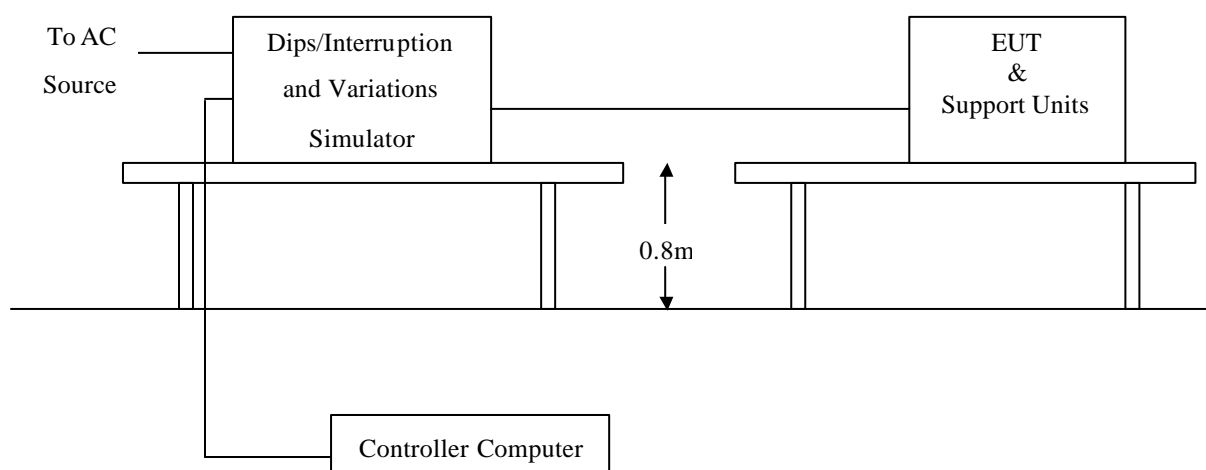 To AC
Source
Dips/Interruption
and Variations
Simulator
EUT
&
Support Units
0.8m
Controller Computer